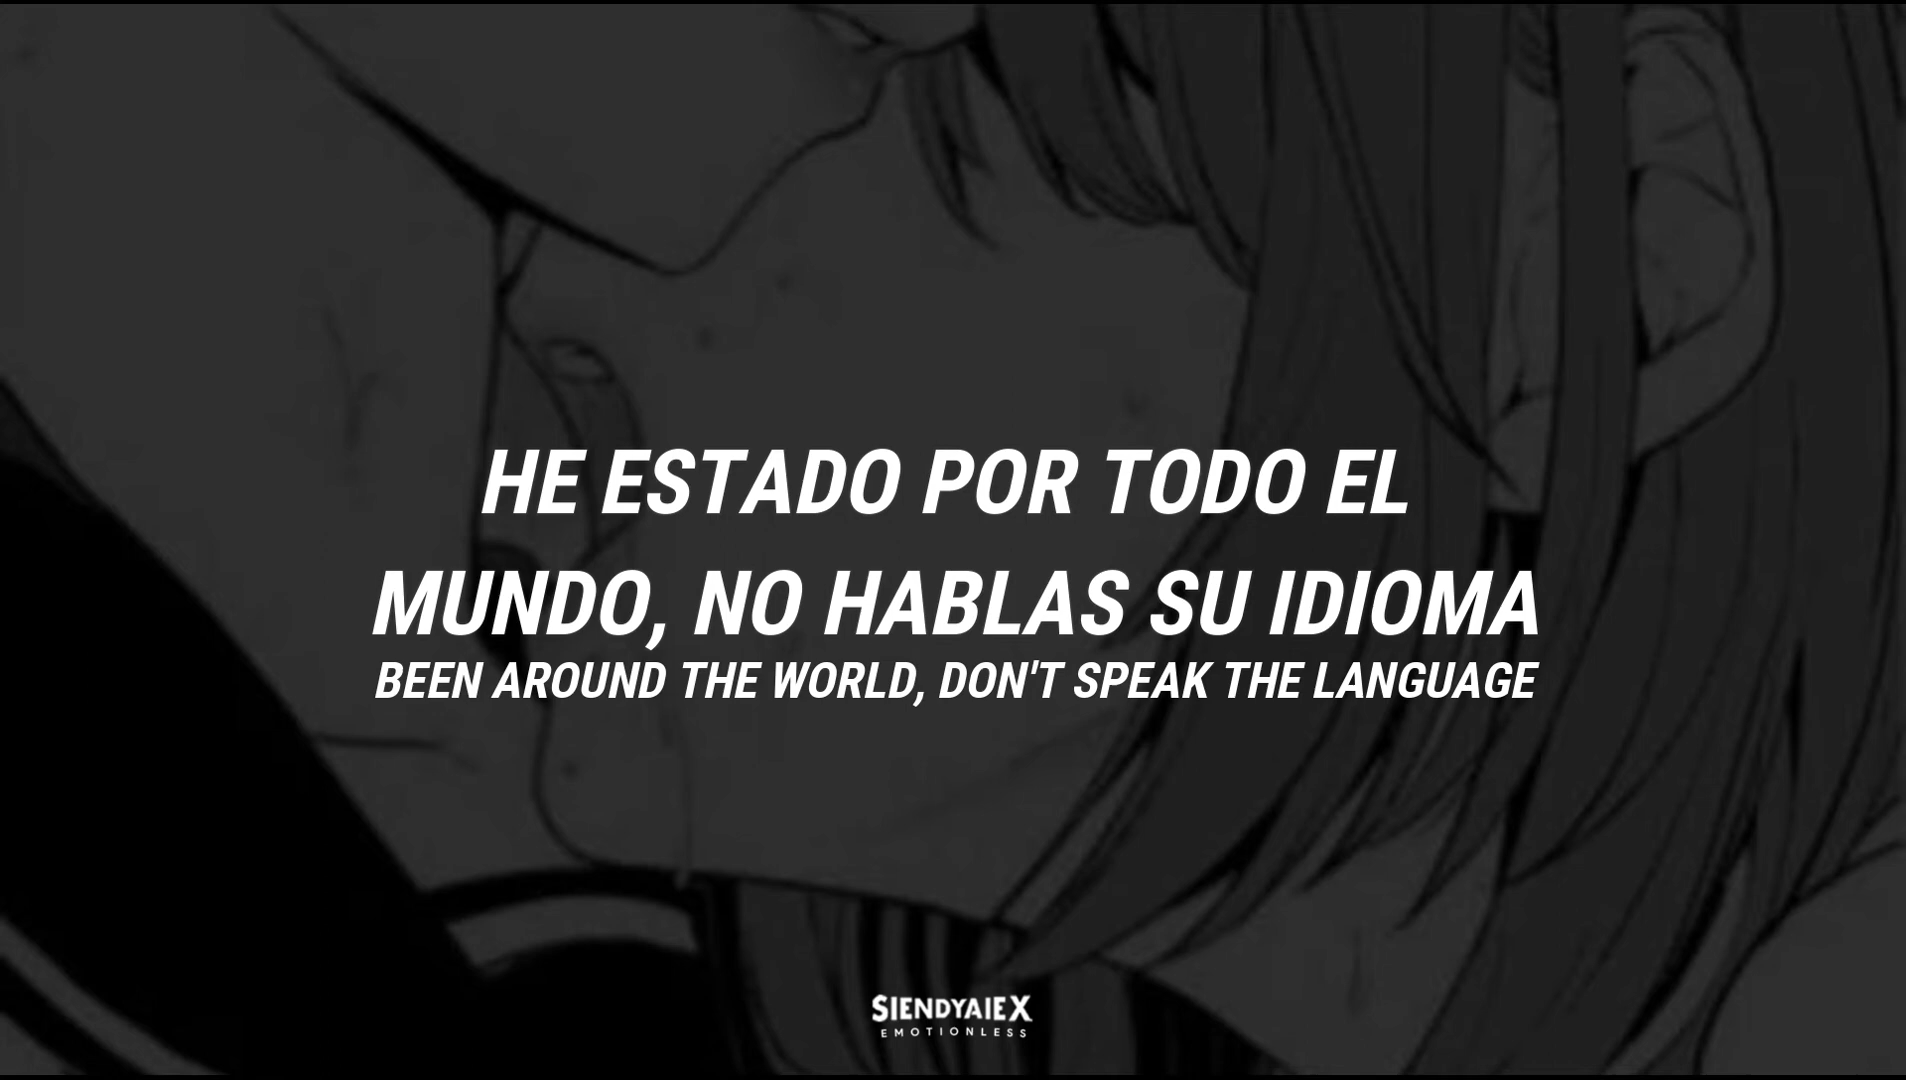 HE ESTADO POR TODO EL
MUNDO, NO HABLAS SU IDIOMA
BEEN AROUND THE WORLD, DON'T SPEAK THE LANGUAGE
SIENDYAIEX
EMOTIONLESS